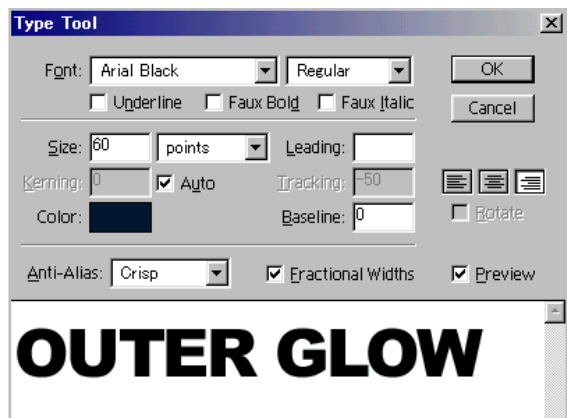 Type Tool
Font: Arial Black Regular OK
Underline Faux Bold Faux Italic Cancel
Size: 60 points Leading:
Kerning: 0 Auto Tracking: -50
Color: Baseline: 0 Rotate
Anti-Alias: Crisp Fractional Widths Preview
OUTER GLOW